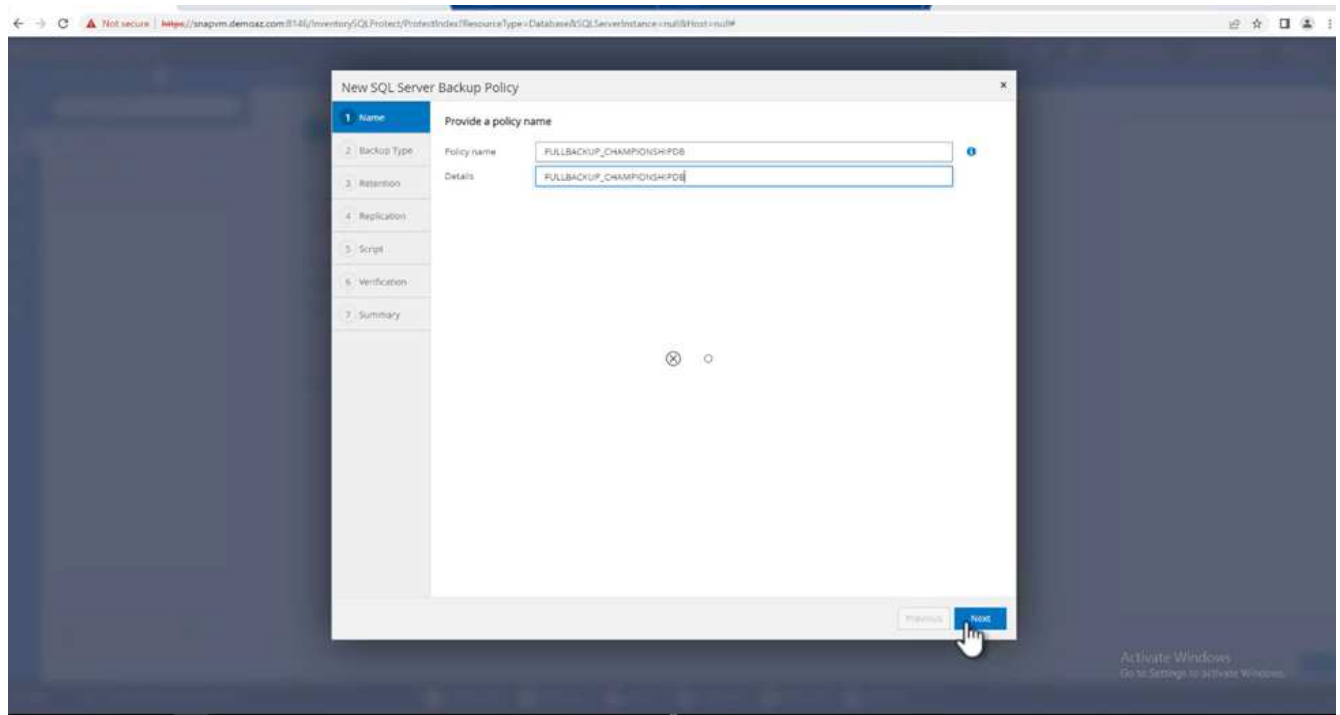 Not secure | https://snapvm.demoaz.com:8146/InventorySQLProtect/ProtectIndex?ResourceType=Database&SQLServerInstance=null&Host=null#
New SQL Server Backup Policy ×
1 Name
Provide a policy name
2 Backup Type
Policy name FULLBACKUP_CHAMPIONSHIPDB
Details FULLBACKUP_CHAMPIONSHIPDB
3 Retention
4 Replication
5 Script
6 Verification
7 Summary
Previous Next
Activate Windows
Go to Settings to activate Windows.